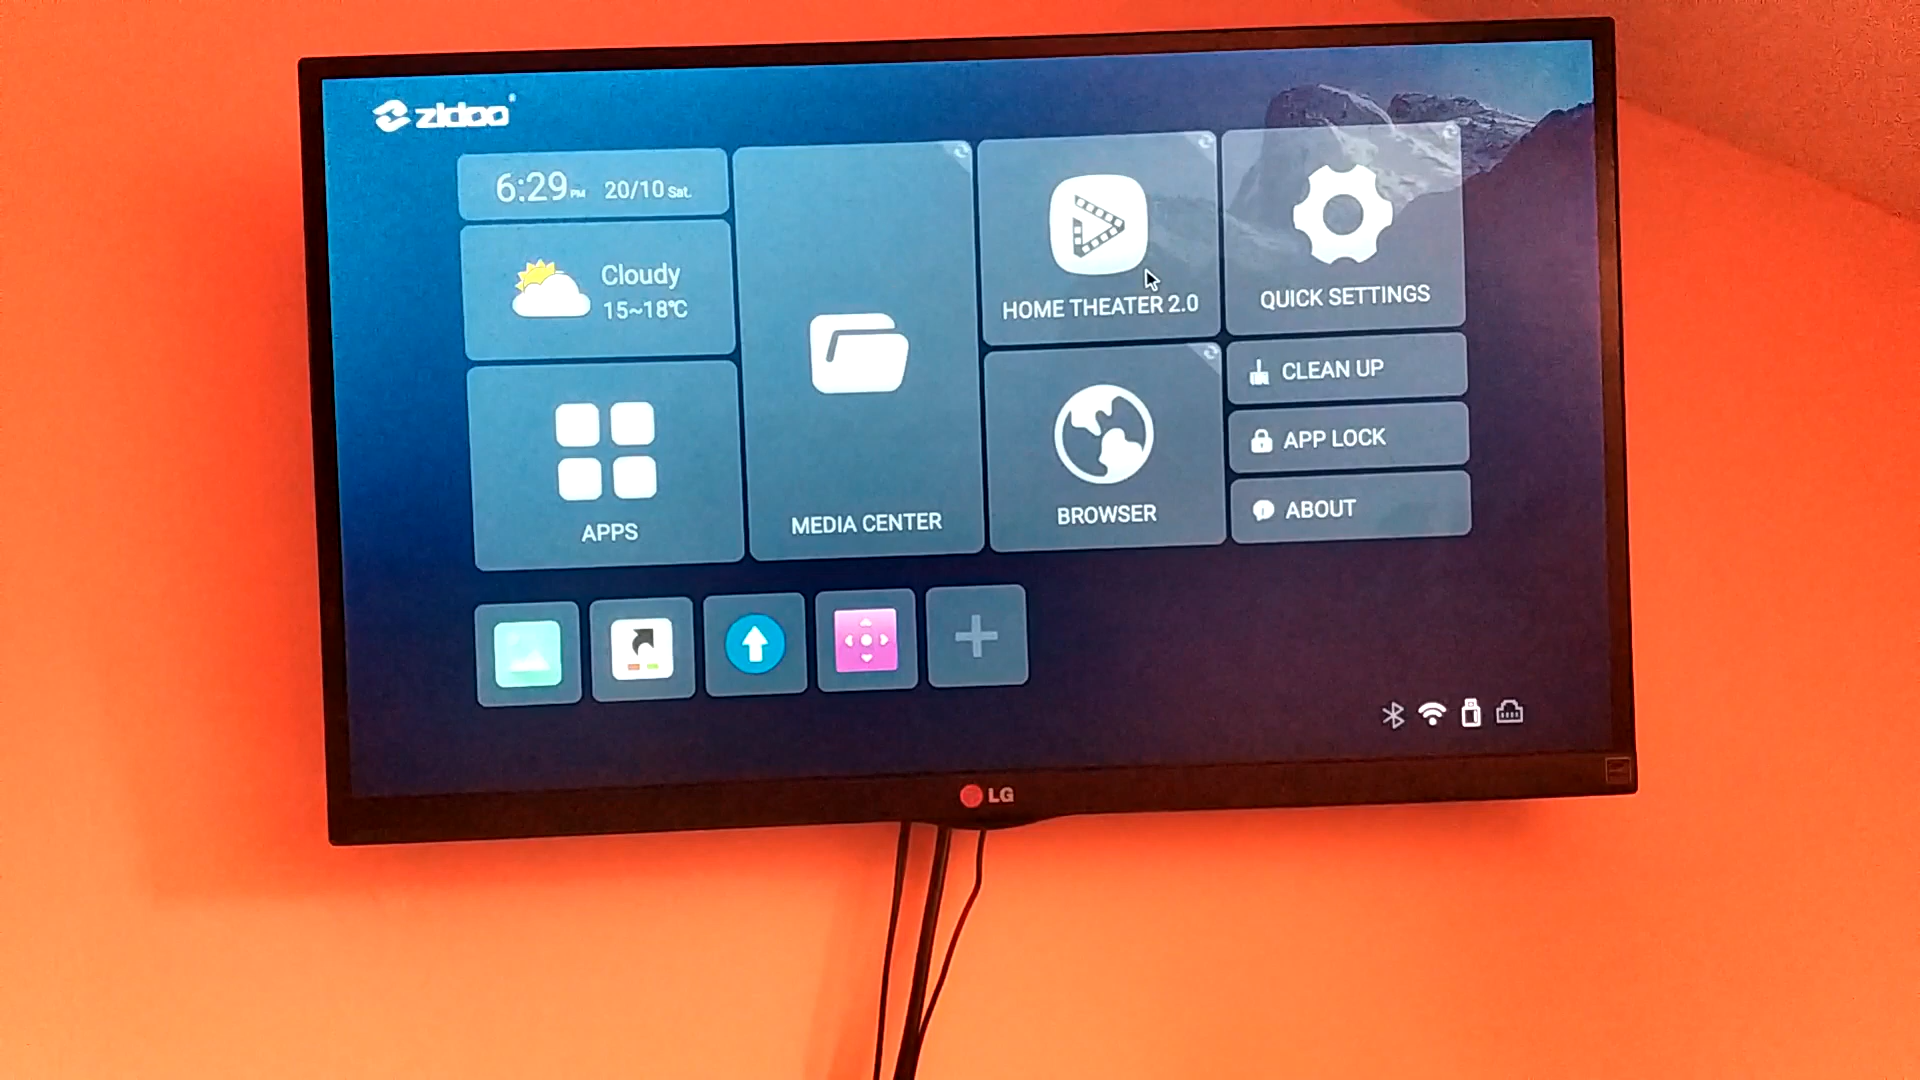 zidoo
6:29 PM 20/10 Sat.
Cloudy
15~18℃
APPS
MEDIA CENTER
HOME THEATER 2.0
BROWSER
QUICK SETTINGS
CLEAN UP
APP LOCK
ABOUT
LG